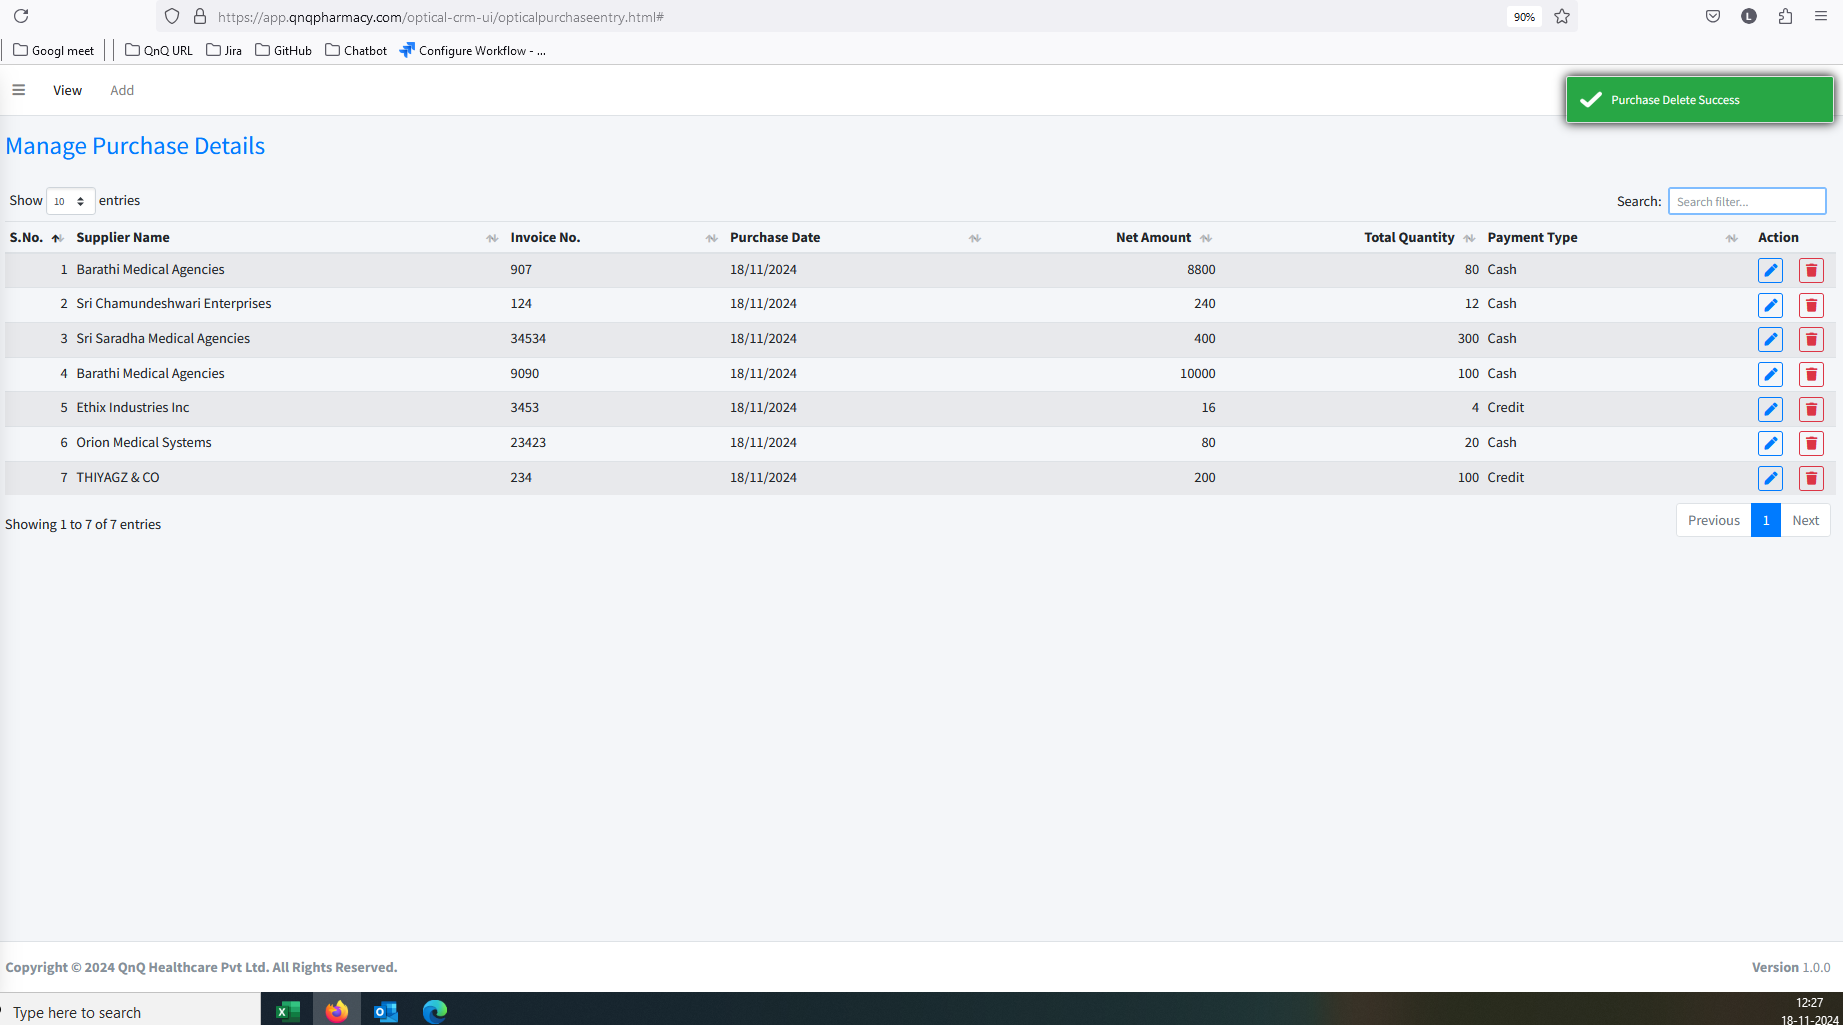 https://app.qnqpharmacy.com/optical-crm-ui/opticalpurchaseentry.html# 90% L
Googl meet QnQ URL Jira GitHub Chatbot Configure Workflow - ...
View Add
Purchase Delete Success
Manage Purchase Details
Show 10 entries Search: Search filter...
S.No. Supplier Name Invoice No. Purchase Date Net Amount Total Quantity Payment Type Action
1 Barathi Medical Agencies 907 18/11/2024 8800 80 Cash
2 Sri Chamundeshwari Enterprises 124 18/11/2024 240 12 Cash
3 Sri Saradha Medical Agencies 34534 18/11/2024 400 300 Cash
4 Barathi Medical Agencies 9090 18/11/2024 10000 100 Cash
5 Ethix Industries Inc 3453 18/11/2024 16 4 Credit
6 Orion Medical Systems 23423 18/11/2024 80 20 Cash
7 THIYAGZ & CO 234 18/11/2024 200 100 Credit
Showing 1 to 7 of 7 entries Previous 1 Next
Copyright © 2024 QnQ Healthcare Pvt Ltd. All Rights Reserved. Version 1.0.0
Type here to search 12:27
18-11-2024